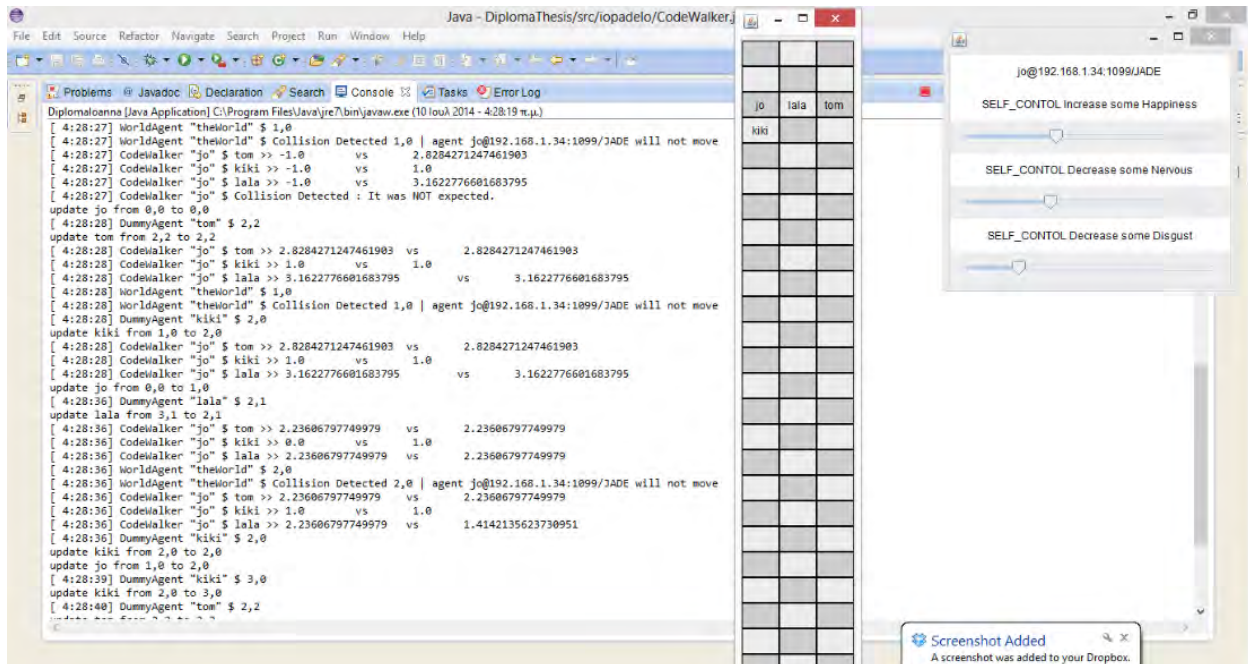 Java - DiplomaThesis/src/iopadelo/CodeWalker.j
File Edit Source Refactor Navigate Search Project Run Window Help
Problems @ Javadoc Declaration Search Console Tasks Error Log
DiplomaIoanna [Java Application] C:\Program Files\Java\jre7\bin\javaw.exe (10 Ιουλ 2014 - 4:28:19 π.μ.)
[ 4:28:27] WorldAgent "theWorld" $ 1,0
[ 4:28:27] WorldAgent "theWorld" $ Collision Detected 1,0 | agent jo@192.168.1.34:1099/JADE will not move
[ 4:28:27] CodeWalker "jo" $ tom >> -1.0 vs 2.8284271247461903
[ 4:28:27] CodeWalker "jo" $ kiki >> -1.0 vs 1.0
[ 4:28:27] CodeWalker "jo" $ lala >> -1.0 vs 3.1622776601683795
[ 4:28:27] CodeWalker "jo" $ Collision Detected : It was NOT expected.
update jo from 0,0 to 0,0
[ 4:28:28] DummyAgent "tom" $ 2,2
update tom from 2,2 to 2,2
[ 4:28:28] CodeWalker "jo" $ tom >> 2.8284271247461903 vs 2.8284271247461903
[ 4:28:28] CodeWalker "jo" $ kiki >> 1.0 vs 1.0
[ 4:28:28] CodeWalker "jo" $ lala >> 3.1622776601683795 vs 3.1622776601683795
[ 4:28:28] WorldAgent "theWorld" $ 1,0
[ 4:28:28] WorldAgent "theWorld" $ Collision Detected 1,0 | agent jo@192.168.1.34:1099/JADE will not move
[ 4:28:28] DummyAgent "kiki" $ 2,0
update kiki from 1,0 to 2,0
[ 4:28:28] CodeWalker "jo" $ tom >> 2.8284271247461903 vs 2.8284271247461903
[ 4:28:28] CodeWalker "jo" $ kiki >> 1.0 vs 1.0
[ 4:28:28] CodeWalker "jo" $ lala >> 3.1622776601683795 vs 3.1622776601683795
update jo from 0,0 to 1,0
[ 4:28:36] DummyAgent "lala" $ 2,1
update lala from 3,1 to 2,1
[ 4:28:36] CodeWalker "jo" $ tom >> 2.23606797749979 vs 2.23606797749979
[ 4:28:36] CodeWalker "jo" $ kiki >> 0.0 vs 1.0
[ 4:28:36] CodeWalker "jo" $ lala >> 2.23606797749979 vs 2.23606797749979
[ 4:28:36] WorldAgent "theWorld" $ 2,0
[ 4:28:36] WorldAgent "theWorld" $ Collision Detected 2,0 | agent jo@192.168.1.34:1099/JADE will not move
[ 4:28:36] CodeWalker "jo" $ tom >> 2.23606797749979 vs 2.23606797749979
[ 4:28:36] CodeWalker "jo" $ kiki >> 1.0 vs 1.0
[ 4:28:36] CodeWalker "jo" $ lala >> 2.23606797749979 vs 1.4142135623730951
[ 4:28:36] DummyAgent "kiki" $ 2,0
update kiki from 2,0 to 2,0
update jo from 1,0 to 2,0
[ 4:28:39] DummyAgent "kiki" $ 3,0
update kiki from 2,0 to 3,0
[ 4:28:40] DummyAgent "tom" $ 2,2
jo lala tom
kiki
jo@192.168.1.34:1099/JADE
SELF_CONTOL Increase some Happiness
SELF_CONTOL Decrease some Nervous
SELF_CONTOL Decrease some Disgust
Screenshot Added
A screenshot was added to your Dropbox.